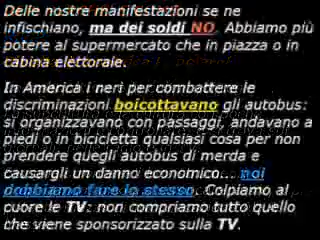 Delle nostre manifestazioni se ne
infischiano, ma dei soldi NO. Abbiamo più
potere al supermercato che in piazza o in
cabina elettorale.
In America i neri per combattere le
discriminazioni boicottavano gli autobus:
si organizzavano con passaggi, andavano a
piedi o in bicicletta qualsiasi cosa per non
prendere quegli autobus di merda e
causargli un danno economico... noi
dobbiamo fare lo stesso. Colpiamo al
cuore le TV: non compriamo tutto quello
che viene sponsorizzato sulla TV.